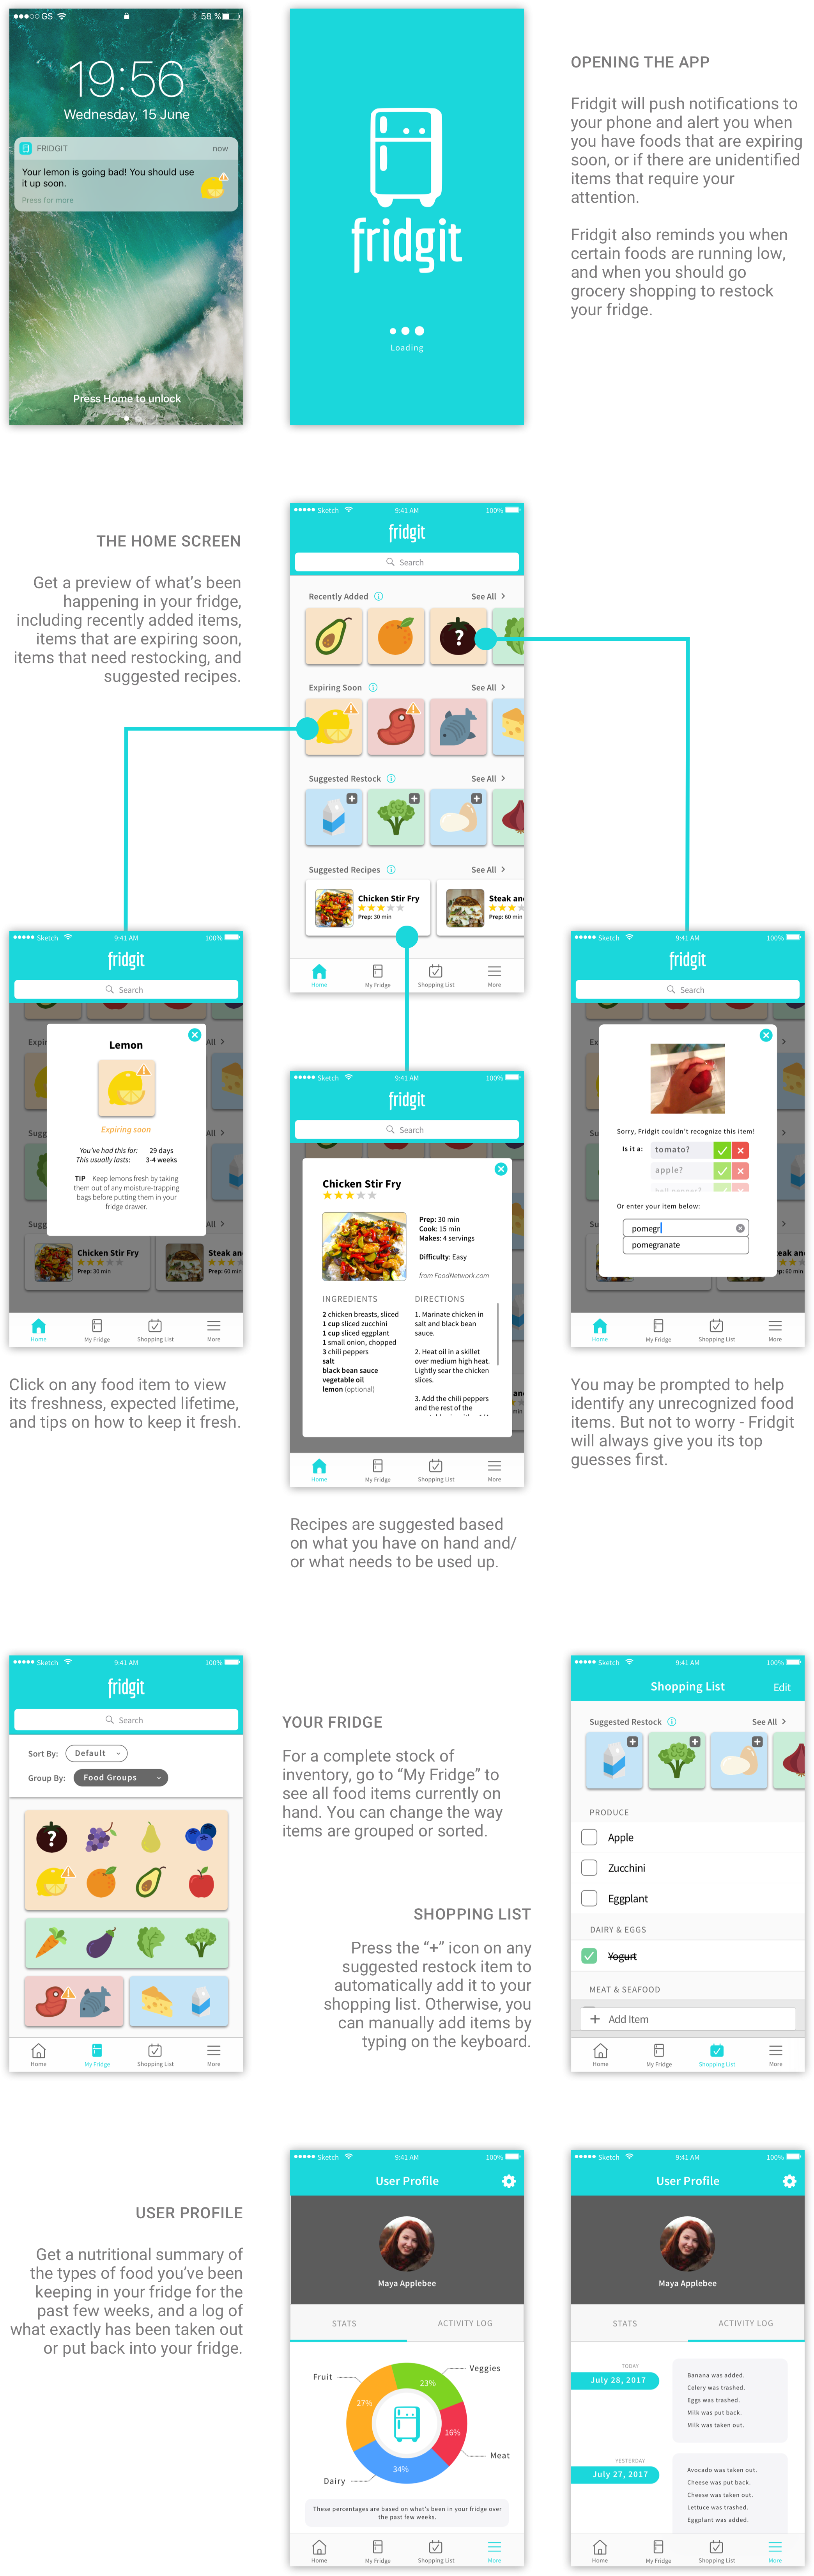 GS
58 %
19:56
Wednesday, 15 June
FRIDGIT
now
Your lemon is going bad! You should use
it up soon.
Press for more
Press Home to unlock
fridgit
Loading
OPENING THE APP
Fridgit will push notifications to
your phone and alert you when
you have foods that are expiring
soon, or if there are unidentified
items that require your
attention.
Fridgit also reminds you when
certain foods are running low,
and when you should go
grocery shopping to restock
your fridge.
THE HOME SCREEN
Get a preview of what's been
happening in your fridge,
including recently added items,
items that are expiring soon,
items that need restocking, and
suggested recipes.
Sketch 9:41 AM 100%
fridgit
Search
Recently Added See All >
?
Expiring Soon See All >
Suggested Restock See All >
Suggested Recipes See All >
Chicken Stir Fry
Prep: 30 min
Steak an
Prep: 60 min
Home My Fridge Shopping List More
Sketch 9:41 AM 100%
fridgit
Search
Expir
Lemon
Expiring soon
You've had this for: 29 days
This usually lasts: 3-4 weeks
TIP Keep lemons fresh by taking
them out of any moisture-trapping
bags before putting them in your
fridge drawer.
Sugg
Sugg
Chicken Stir Fry
Prep: 30 min
Steak an
Prep: 60 min
Home My Fridge Shopping List More
Click on any food item to view
its freshness, expected lifetime,
and tips on how to keep it fresh.
Sketch 9:41 AM 100%
fridgit
Search
Chicken Stir Fry
Prep: 30 min
Cook: 15 min
Makes: 4 servings
Difficulty: Easy
from FoodNetwork.com
INGREDIENTS
2 chicken breasts, sliced
1 cup sliced zucchini
1 cup sliced eggplant
1 small onion, chopped
3 chili peppers
salt
black bean sauce
vegetable oil
lemon (optional)
DIRECTIONS
1. Marinate chicken in
salt and black bean
sauce.
2. Heat oil in a skillet
over medium high heat.
Lightly sear the chicken
slices.
3. Add the chili peppers
and the rest of the
Home My Fridge Shopping List More
Recipes are suggested based
on what you have on hand and/
or what needs to be used up.
Sketch 9:41 AM 100%
fridgit
Search
Ex
Sorry, Fridgit couldn't recognize this item!
Is it a: tomato?
apple?
bell pepper?
Or enter your item below:
pomegr
pomegranate
Su
Su
ak an
60 min
Home My Fridge Shopping List More
You may be prompted to help
identify any unrecognized food
items. But not to worry - Fridgit
will always give you its top
guesses first.
Sketch 9:41 AM 100%
fridgit
Search
Sort By: Default
Group By: Food Groups
?
Home My Fridge Shopping List More
YOUR FRIDGE
For a complete stock of
inventory, go to “My Fridge” to
see all food items currently on
hand. You can change the way
items are grouped or sorted.
SHOPPING LIST
Press the “+” icon on any
suggested restock item to
automatically add it to your
shopping list. Otherwise, you
can manually add items by
typing on the keyboard.
Sketch 9:41 AM 100%
Shopping List Edit
Suggested Restock See All >
PRODUCE
Apple
Zucchini
Eggplant
DAIRY & EGGS
Yogurt
MEAT & SEAFOOD
+ Add Item
Home My Fridge Shopping List More
USER PROFILE
Get a nutritional summary of
the types of food you've been
keeping in your fridge for the
past few weeks, and a log of
what exactly has been taken out
or put back into your fridge.
Sketch 9:41 AM 100%
User Profile
Maya Applebee
STATS ACTIVITY LOG
Veggies
Fruit
23%
27%
16%
Meat
34%
Dairy
These percentages are based on what's been in your fridge over
the past few weeks.
Home My Fridge Shopping List More
Sketch 9:41 AM 100%
User Profile
Maya Applebee
STATS ACTIVITY LOG
TODAY
July 28, 2017
Banana was added.
Celery was trashed.
Eggs was trashed.
Milk was put back.
Milk was taken out.
YESTERDAY
July 27, 2017
Avocado was taken out.
Cheese was put back.
Cheese was taken out.
Lettuce was trashed.
Eggplant was added.
Home My Fridge Shopping List More